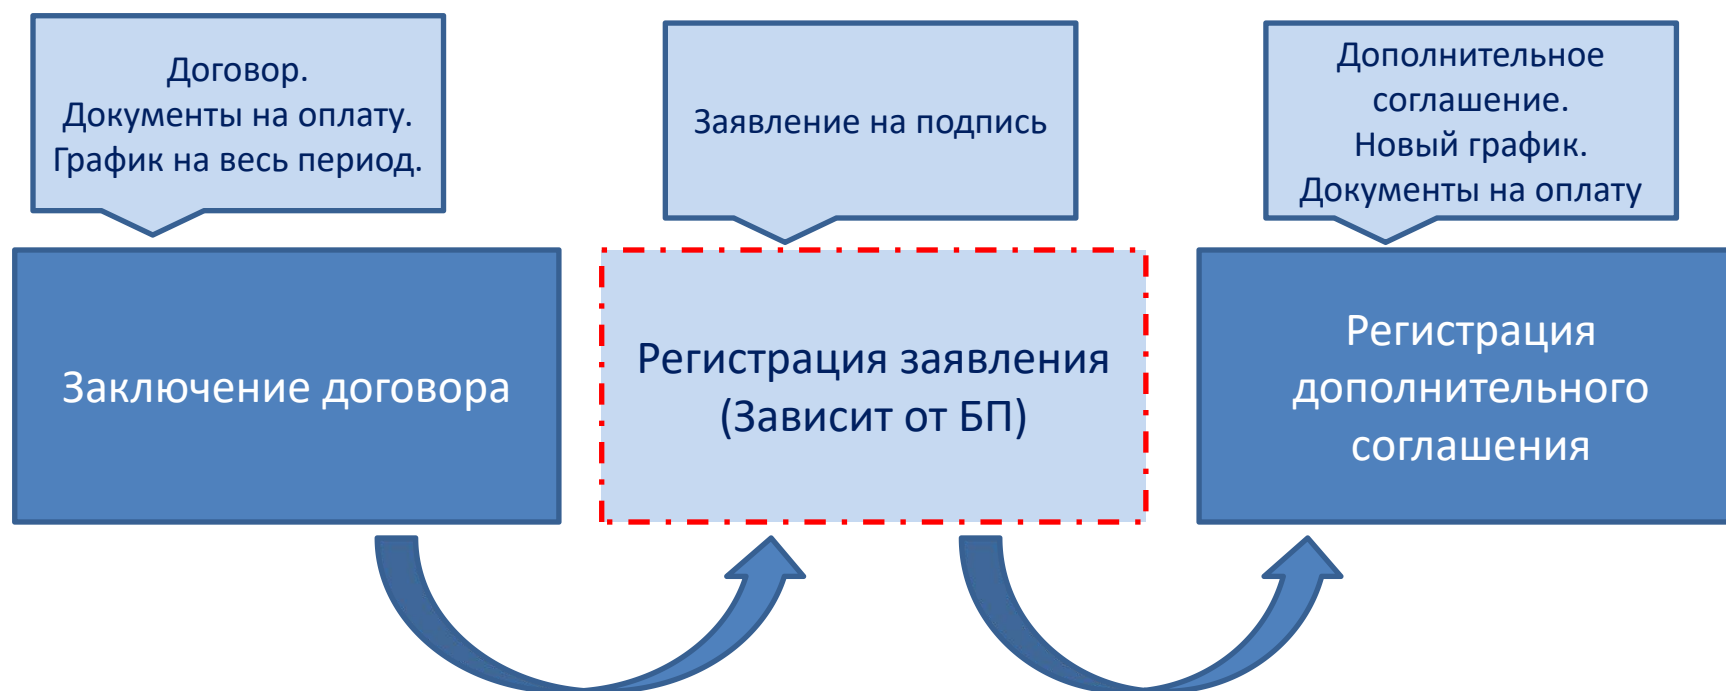 Договор.
Документы на оплату.
График на весь период.
Заявление на подпись
Дополнительное
соглашение.
Новый график.
Документы на оплату
Заключение договора
Регистрация заявления
(Зависит от БП)
Регистрация
дополнительного
соглашения